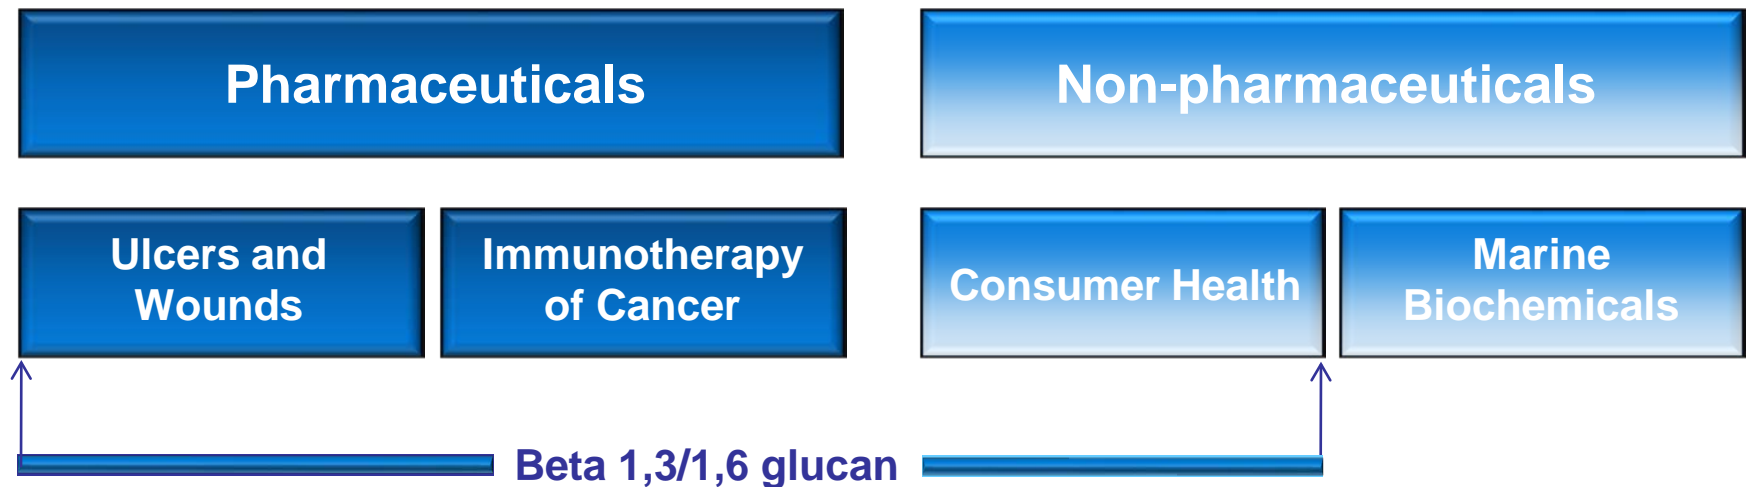 Pharmaceuticals
Non-pharmaceuticals
Ulcers and
Wounds
Immunotherapy
of Cancer
Consumer Health
Marine
Biochemicals
Beta 1,3/1,6 glucan